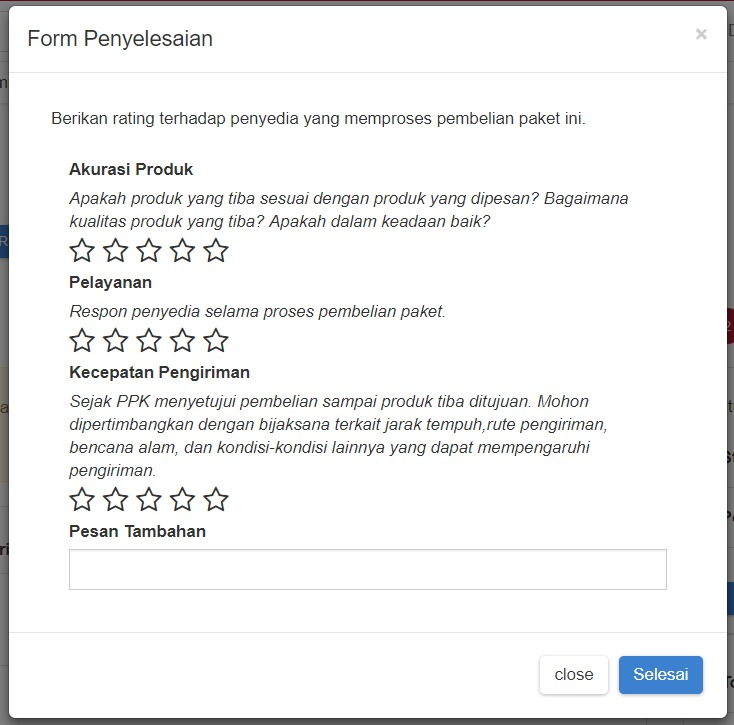 Form Penyelesaian
×
Berikan rating terhadap penyedia yang memproses pembelian paket ini.
Akurasi Produk
Apakah produk yang tiba sesuai dengan produk yang dipesan? Bagaimana
kualitas produk yang tiba? Apakah dalam keadaan baik?
Pelayanan
Respon penyedia selama proses pembelian paket.
Kecepatan Pengiriman
Sejak PPK menyetujui pembelian sampai produk tiba ditujuan. Mohon
dipertimbangkan dengan bijaksana terkait jarak tempuh,rute pengiriman,
bencana alam, dan kondisi-kondisi lainnya yang dapat mempengaruhi
pengiriman.
Pesan Tambahan
close
Selesai